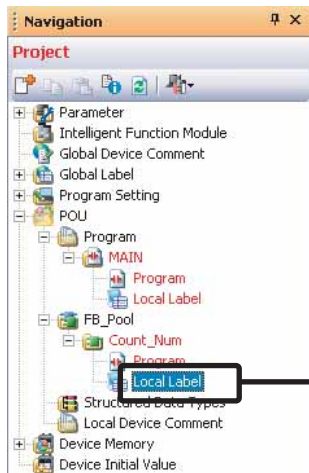 Navigation
Project
Parameter
Intelligent Function Module
Global Device Comment
Global Label
Program Setting
POU
Program
MAIN
Program
Local Label
FB_Pool
Count_Num
Program
Local Label
Structured Data Types
Local Device Comment
Device Memory
Device Initial Value